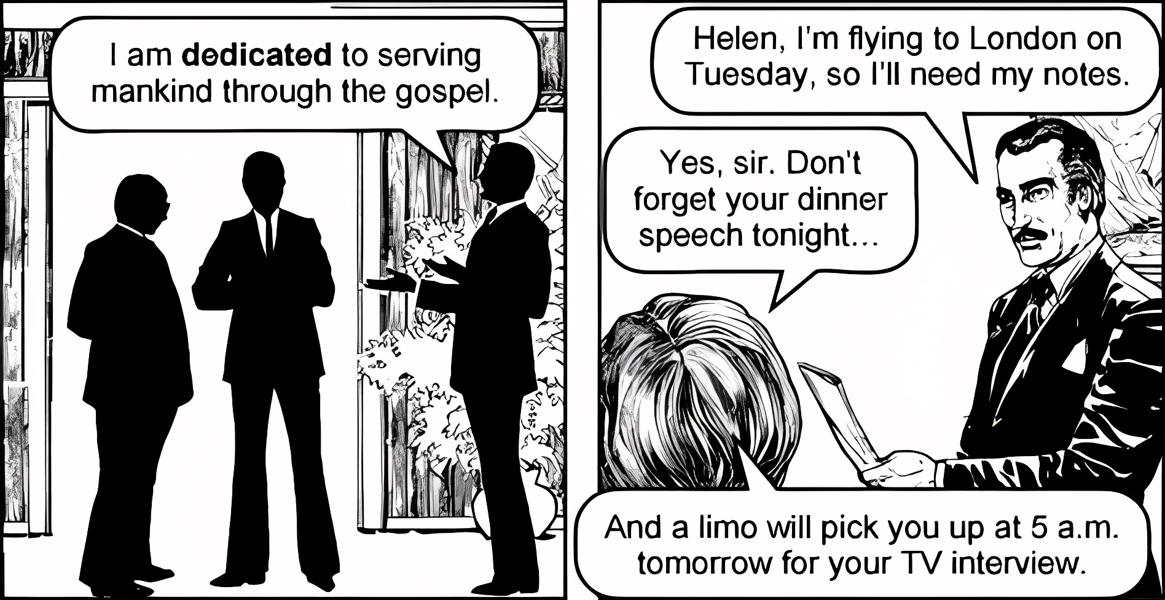 I am dedicated to serving
mankind through the gospel.
Helen, I'm flying to London on
Tuesday, so I'll need my notes.
Yes, sir. Don't
forget your dinner
speech tonight...
And a limo will pick you up at 5 a.m.
tomorrow for your TV interview.